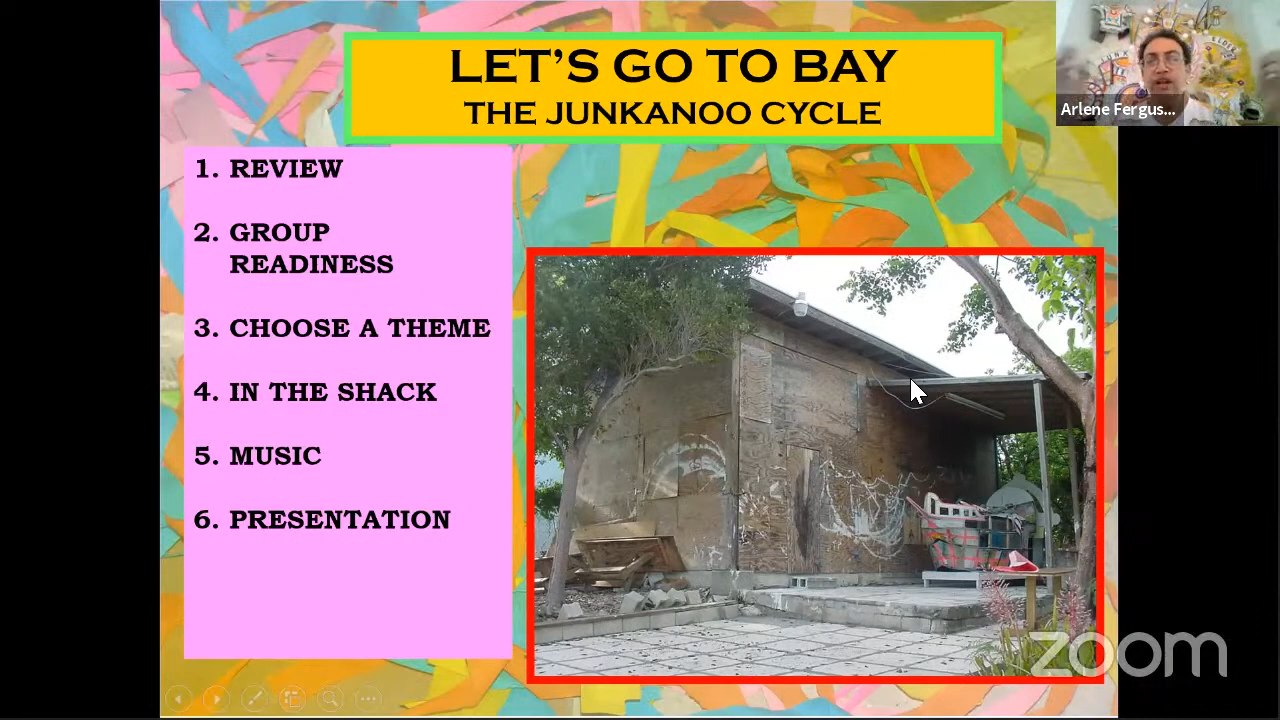 LET'S GO TO BAY
THE JUNKANOO CYCLE
Arlene Fergus...
1. REVIEW
2. GROUP
READINESS
3. CHOOSE A THEME
4. IN THE SHACK
5. MUSIC
6. PRESENTATION
zoom